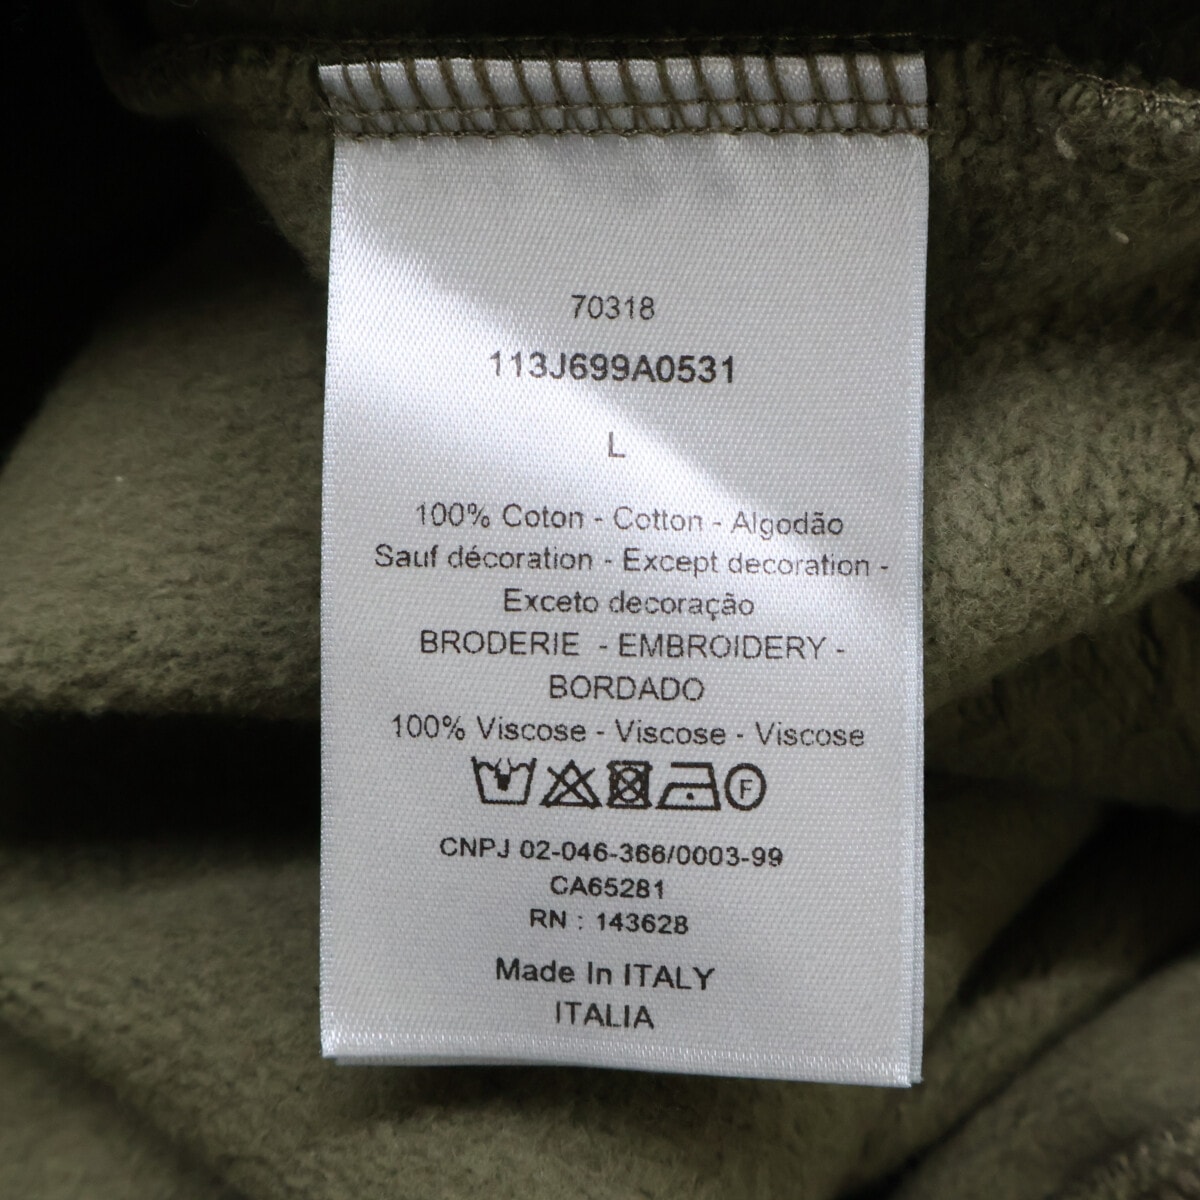 70318
113J699A0531
L
100% Coton - Cotton - Algodão
Sauf décoration - Except decoration -
Exceto decoração
BRODERIE - EMBROIDERY -
BORDADO
100% Viscose - Viscose - Viscose
F
CNPJ 02-046-366/0003-99
CA65281
RN : 143628
Made In ITALY
ITALIA